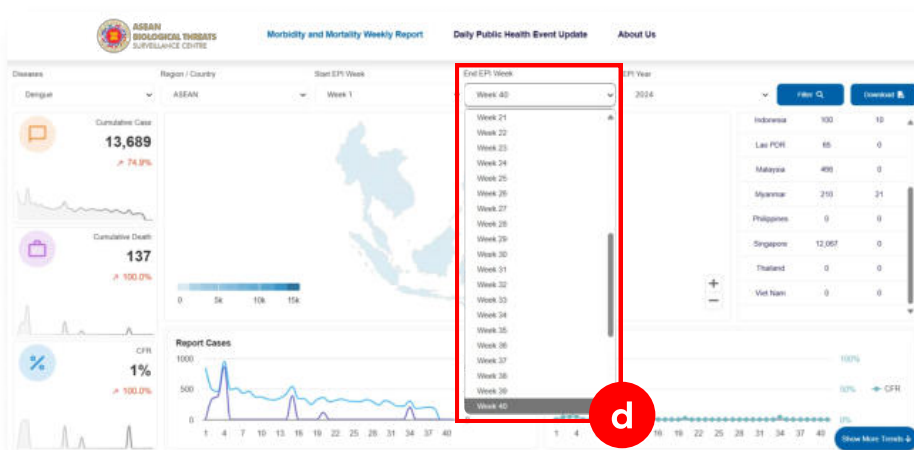 ASEAN
BIOLOGICAL THREATS
SURVEILLANCE CENTRE
Morbidity and Mortality Weekly Report
Daily Public Health Event Update
About Us
Diseases
Region / Country
Start EPI Week
End EPI Week
EPI Year
Dengue
ASEAN
Week 1
Week 40
2024
Filter
Download
Cumulative Case
13,689
74.9%
Cumulative Death
137
100.0%
CFR
1%
100.0%
0 5k 10k 15k
Week 21
Week 22
Week 23
Week 24
Week 25
Week 26
Week 27
Week 28
Week 29
Week 30
Week 31
Week 32
Week 33
Week 34
Week 35
Week 36
Week 37
Week 38
Week 39
Week 40
d
Indonesia 100 10
Lao PDR 65 0
Malaysia 466 0
Myanmar 210 21
Philippines 0 0
Singapore 12,067 0
Thailand 0 0
Viet Nam 0 0
+
−
Report Cases
1000
500
0
1 4 7 10 13 16 19 22 25 28 31 34 37 40
100%
50%
0%
CFR
1 4 16 19 22 25 28 31 34 37 40
Show More Trends